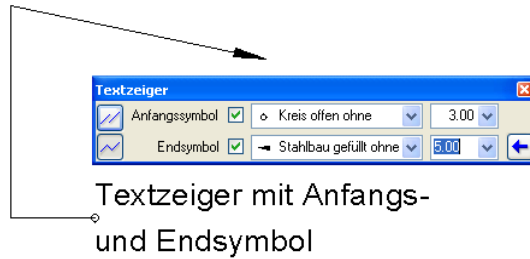 Textzeiger
Anfangssymbol Kreis offen ohne 3.00
Endsymbol Stahlbau gefüllt ohne 5.00
Textzeiger mit Anfangs-
und Endsymbol